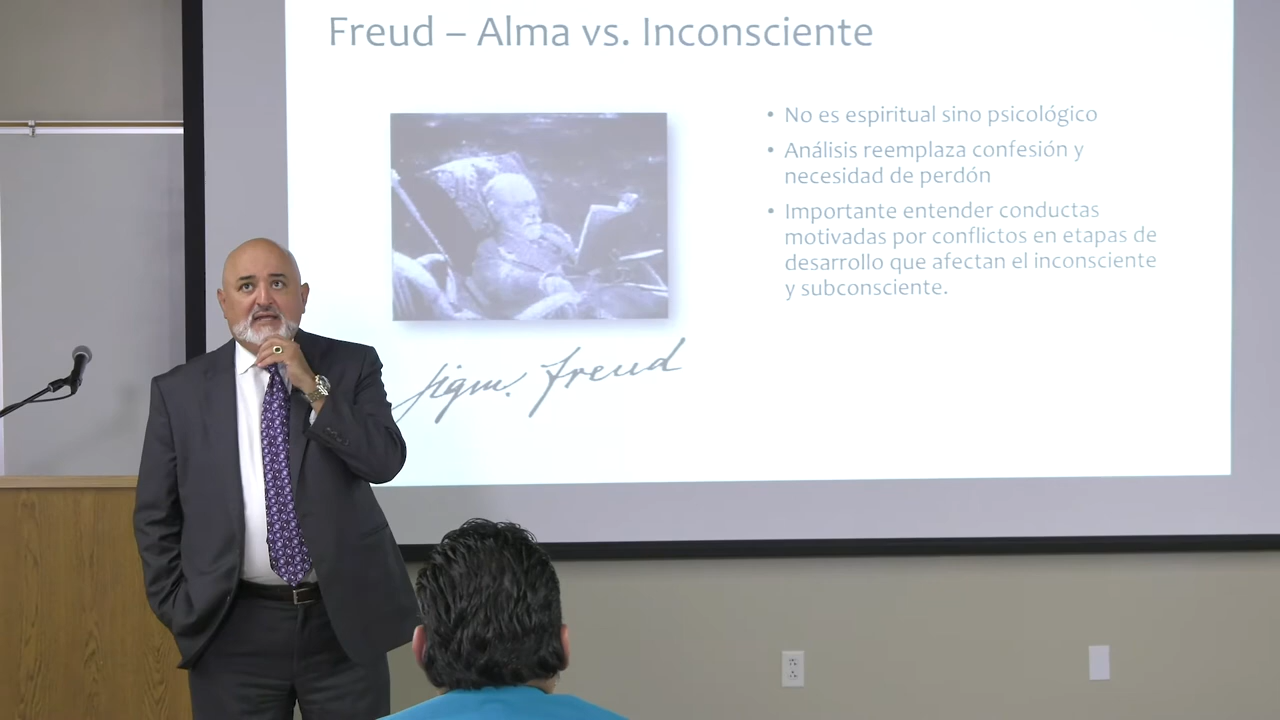 Freud – Alma vs. Inconsciente
• No es espiritual sino psicológico
• Análisis reemplaza confesión y
necesidad de perdón
• Importante entender conductas
motivadas por conflictos en etapas de
desarrollo que afectan el inconsciente
y subconsciente.
Sigm. Freud